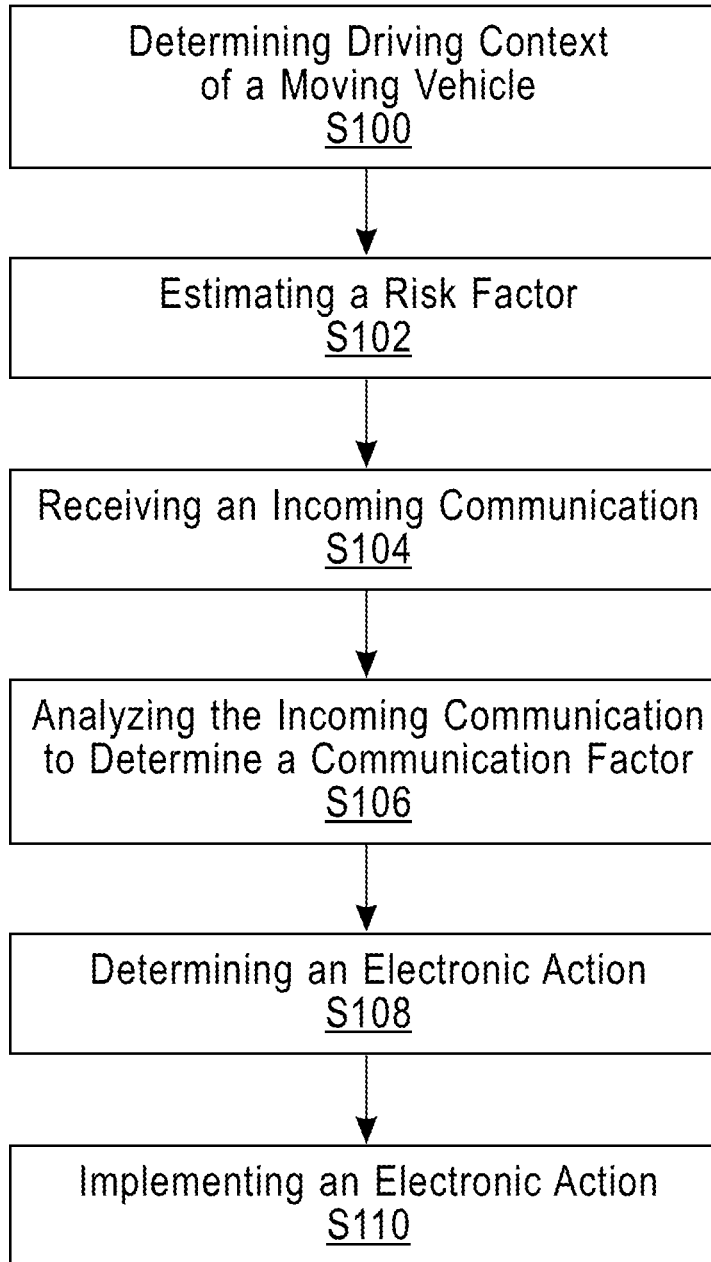 Determining Driving Context
of a Moving Vehicle
S100
Estimating a Risk Factor
S102
Receiving an Incoming Communication
S104
Analyzing the Incoming Communication
to Determine a Communication Factor
S106
Determining an Electronic Action
S108
Implementing an Electronic Action
S110